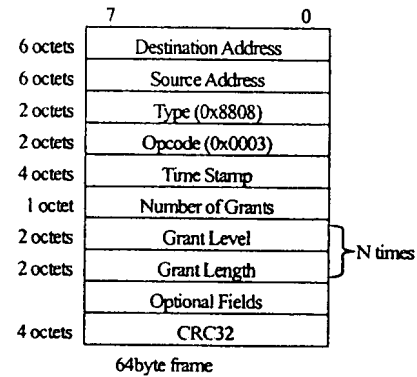 7 0
6 octets Destination Address
6 octets Source Address
2 octets Type (0x8808)
2 octets Opcode (0x0003)
4 octets Time Stamp
1 octet Number of Grants
2 octets Grant Level
N times
2 octets Grant Length
Optional Fields
4 octets CRC32
64byte frame